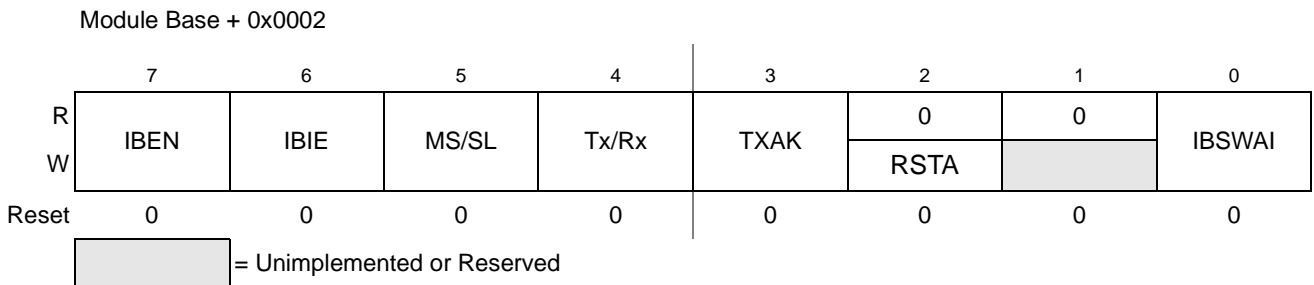 Module Base + 0x0002
7 6 5 4 3 2 1 0
R IBEN IBIE MS/SL Tx/Rx TXAK 0 0 IBSWAI
W RSTA
Reset 0 0 0 0 0 0 0 0
= Unimplemented or Reserved